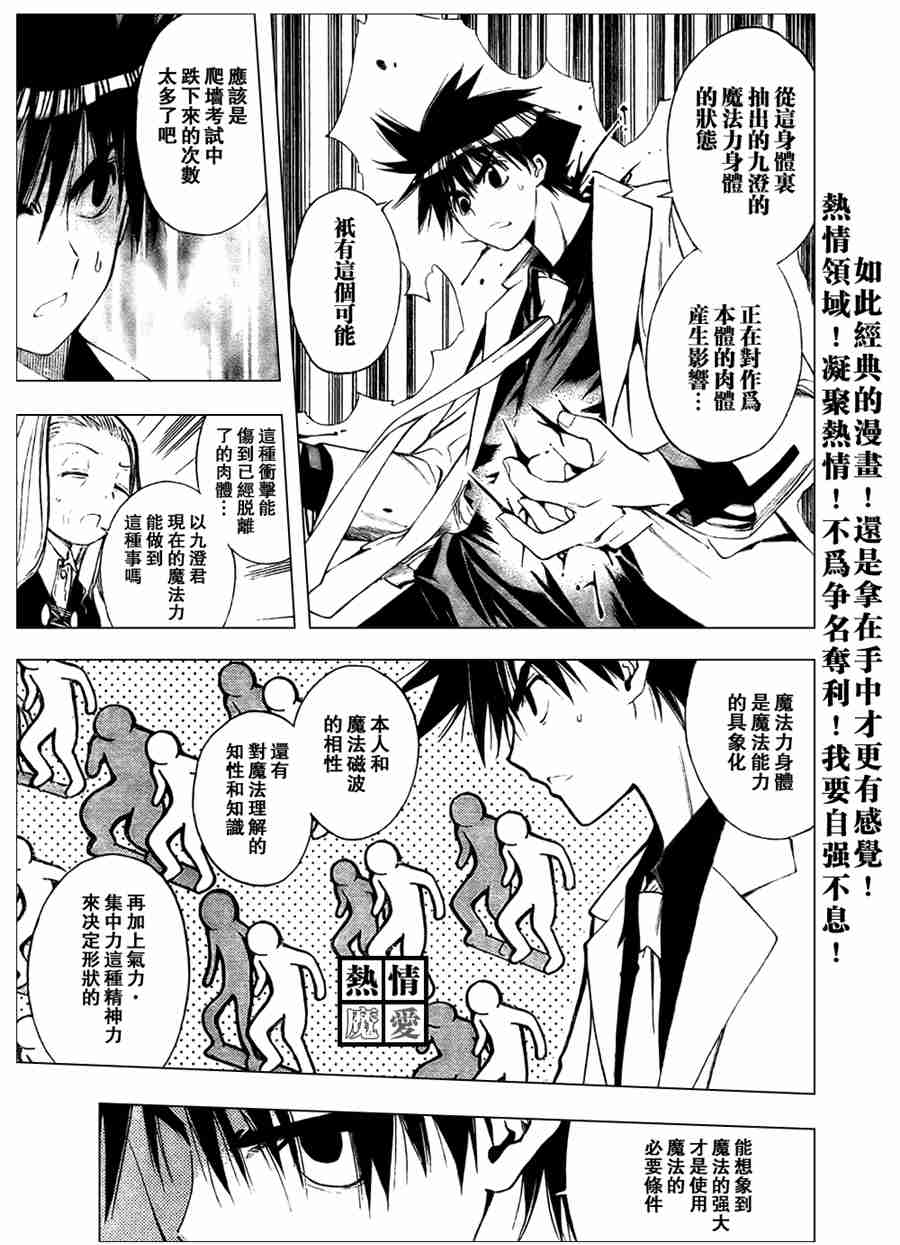 從這身體裏
抽出的九澄的
魔法力身體
的狀態
正在對作爲
本體的肉體
産生影響…
衹有這個可能
應該是
爬墻考試中
跌下來的次數
太多了吧
這種衝擊能
傷到已經脱離
了的肉體…
以九澄君
現在的魔法力
能做到
這種事嗎
魔法力身體
是魔法能力
的具象化
本人和
魔法磁波
的相性
還有
對魔法理解的
知性和知識
再加上氣力，
集中力這種精神力
來决定形狀的
熱情
魔愛
能想象到
魔法的强大
才是使用
魔法的
必要條件
如此經典的漫畫！還是拿在手中才更有感覺！
熱情領域！凝聚熱情！不爲争名奪利！我要自强不息！